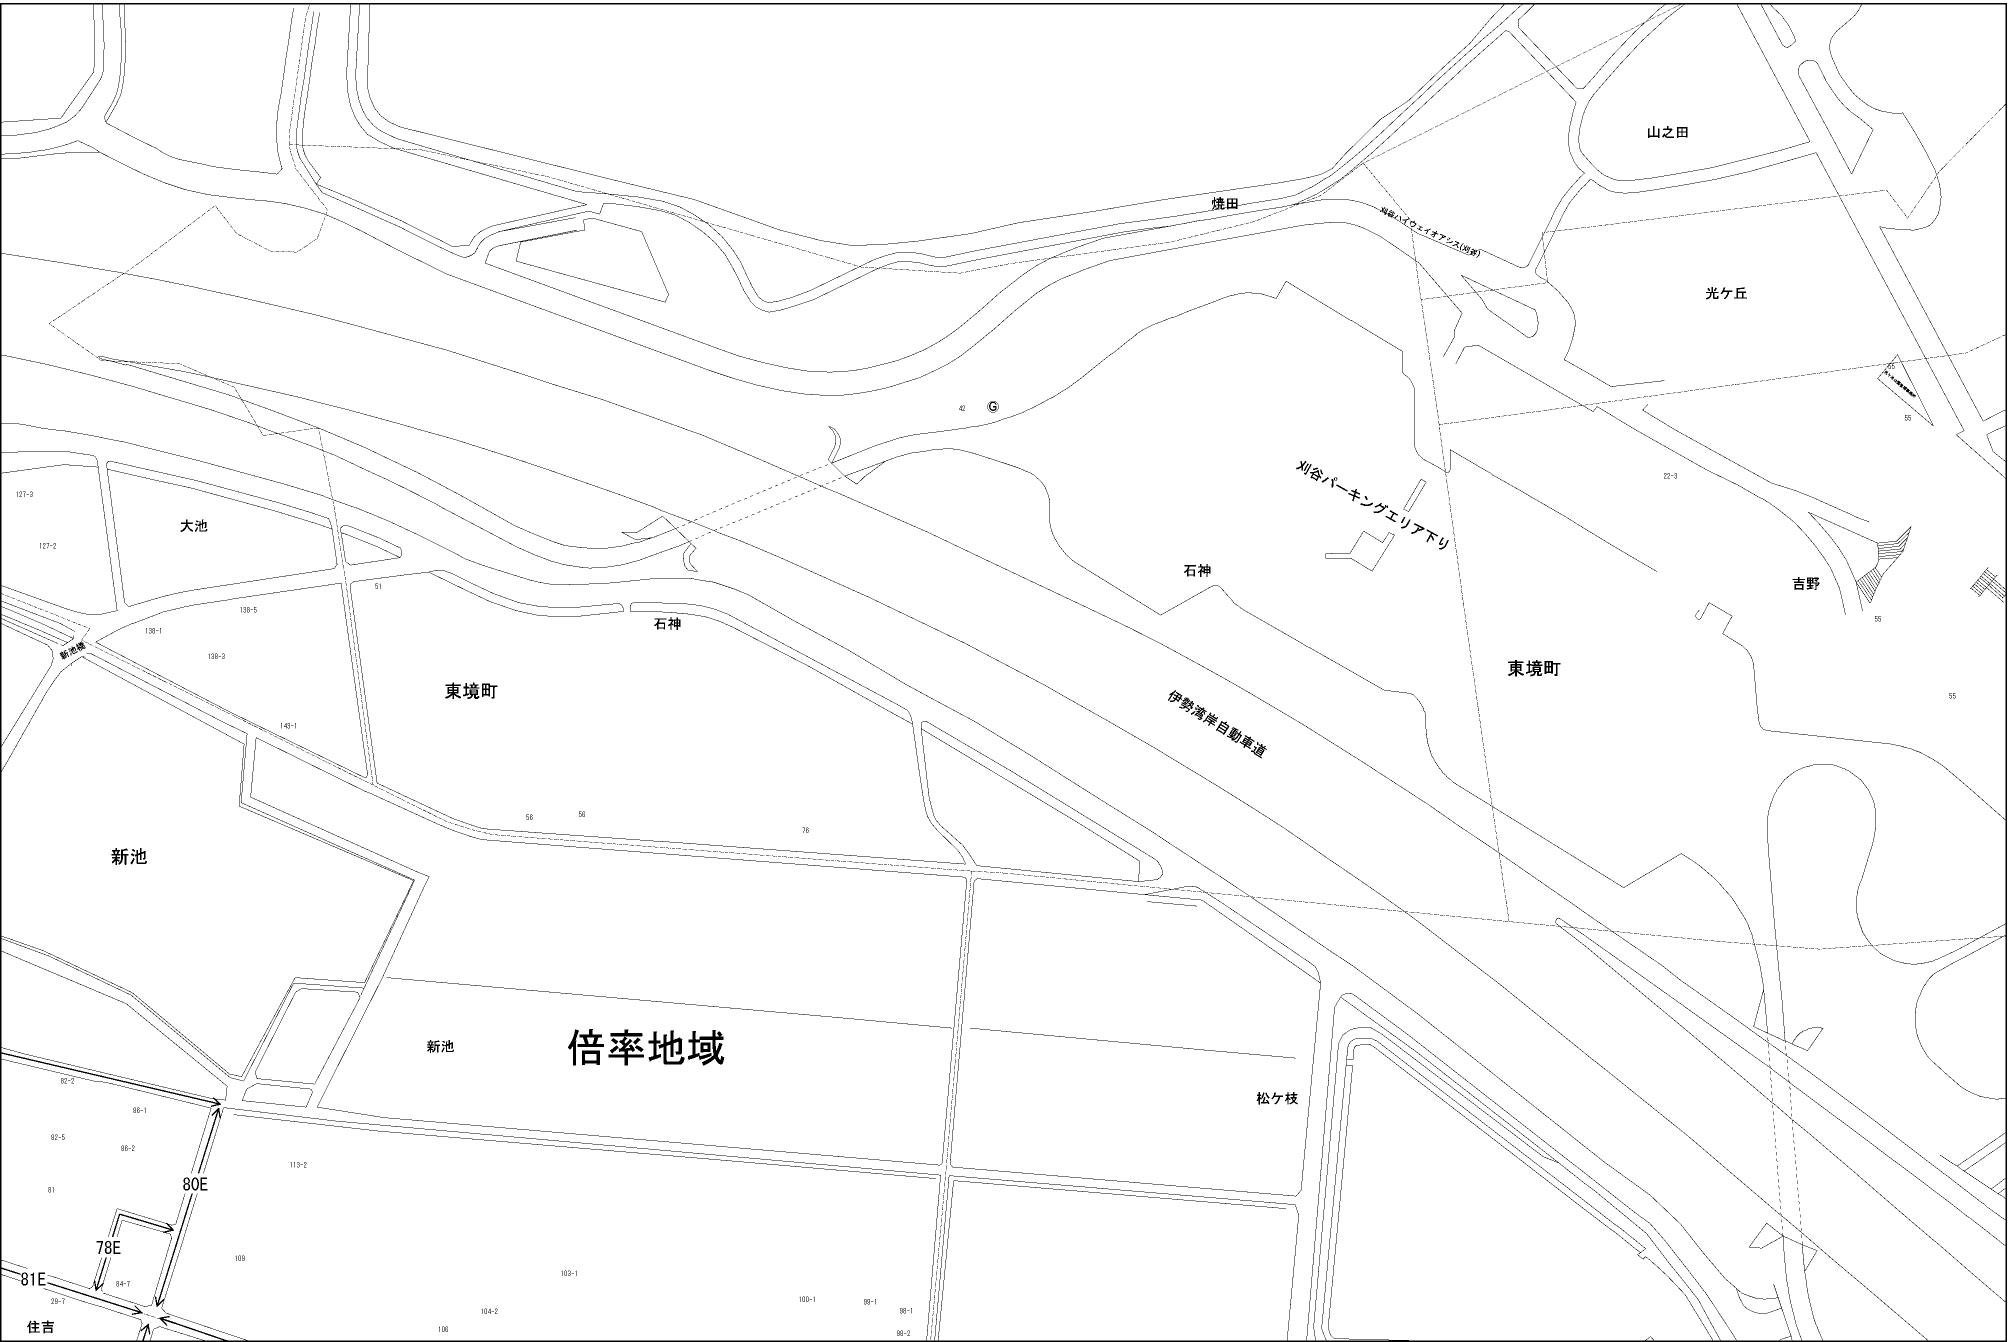 山之田
焼田
刈谷ハイウェイオアシス(刈谷)
光ケ丘
55
42
G
55
刈谷パーキングエリア下り
22-3
127-3
大池
127-2
石神
吉野
51
138-5
石神
55
138-1
新池橋
138-3
東境町
東境町
55
143-1
伊勢湾岸自動車道
56
56
76
新池
新池
倍率地域
82-2
松ケ枝
86-1
82-5
86-2
113-2
80E
81
78E
109
81E
84-7
103-1
29-7
100-1
99-1
98-1
104-2
住吉
106
98-2